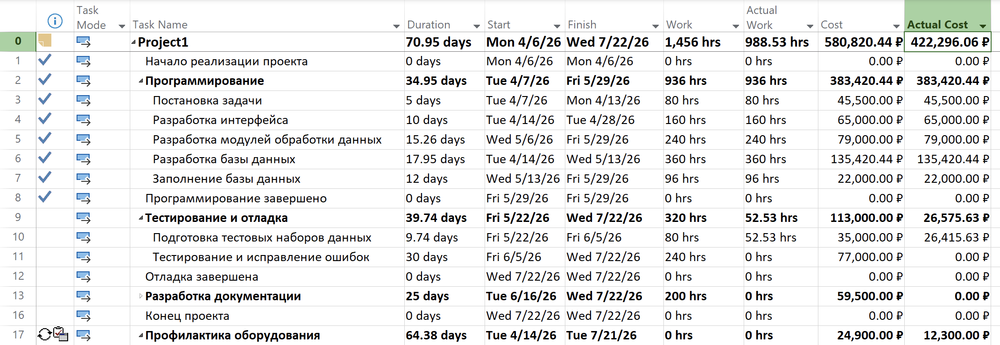 Task Mode Task Name Duration Start Finish Work Actual Work Cost Actual Cost
0 Project1 70.95 days Mon 4/6/26 Wed 7/22/26 1,456 hrs 988.53 hrs 580,820.44 ₽ 422,296.06 ₽
1 Начало реализации проекта 0 days Mon 4/6/26 Mon 4/6/26 0 hrs 0 hrs 0.00 ₽ 0.00 ₽
2 Программирование 34.95 days Tue 4/7/26 Fri 5/29/26 936 hrs 936 hrs 383,420.44 ₽ 383,420.44 ₽
3 Постановка задачи 5 days Tue 4/7/26 Mon 4/13/26 80 hrs 80 hrs 45,500.00 ₽ 45,500.00 ₽
4 Разработка интерфейса 10 days Tue 4/14/26 Tue 4/28/26 160 hrs 160 hrs 65,000.00 ₽ 65,000.00 ₽
5 Разработка модулей обработки данных 15.26 days Wed 5/6/26 Fri 5/29/26 240 hrs 240 hrs 79,000.00 ₽ 79,000.00 ₽
6 Разработка базы данных 17.95 days Tue 4/14/26 Wed 5/13/26 360 hrs 360 hrs 135,420.44 ₽ 135,420.44 ₽
7 Заполнение базы данных 12 days Wed 5/13/26 Fri 5/29/26 96 hrs 96 hrs 22,000.00 ₽ 22,000.00 ₽
8 Программирование завершено 0 days Fri 5/29/26 Fri 5/29/26 0 hrs 0 hrs 0.00 ₽ 0.00 ₽
9 Тестирование и отладка 39.74 days Fri 5/22/26 Wed 7/22/26 320 hrs 52.53 hrs 113,000.00 ₽ 26,575.63 ₽
10 Подготовка тестовых наборов данных 9.74 days Fri 5/22/26 Fri 6/5/26 80 hrs 52.53 hrs 35,000.00 ₽ 26,415.63 ₽
11 Тестирование и исправление ошибок 30 days Fri 6/5/26 Wed 7/22/26 240 hrs 0 hrs 77,000.00 ₽ 0.00 ₽
12 Отладка завершена 0 days Wed 7/22/26 Wed 7/22/26 0 hrs 0 hrs 0.00 ₽ 0.00 ₽
13 Разработка документации 25 days Tue 6/16/26 Wed 7/22/26 200 hrs 0 hrs 59,500.00 ₽ 0.00 ₽
16 Конец проекта 0 days Wed 7/22/26 Wed 7/22/26 0 hrs 0 hrs 0.00 ₽ 0.00 ₽
17 Профилактика оборудования 64.38 days Tue 4/14/26 Tue 7/21/26 0 hrs 0 hrs 24,900.00 ₽ 12,300.00 ₽